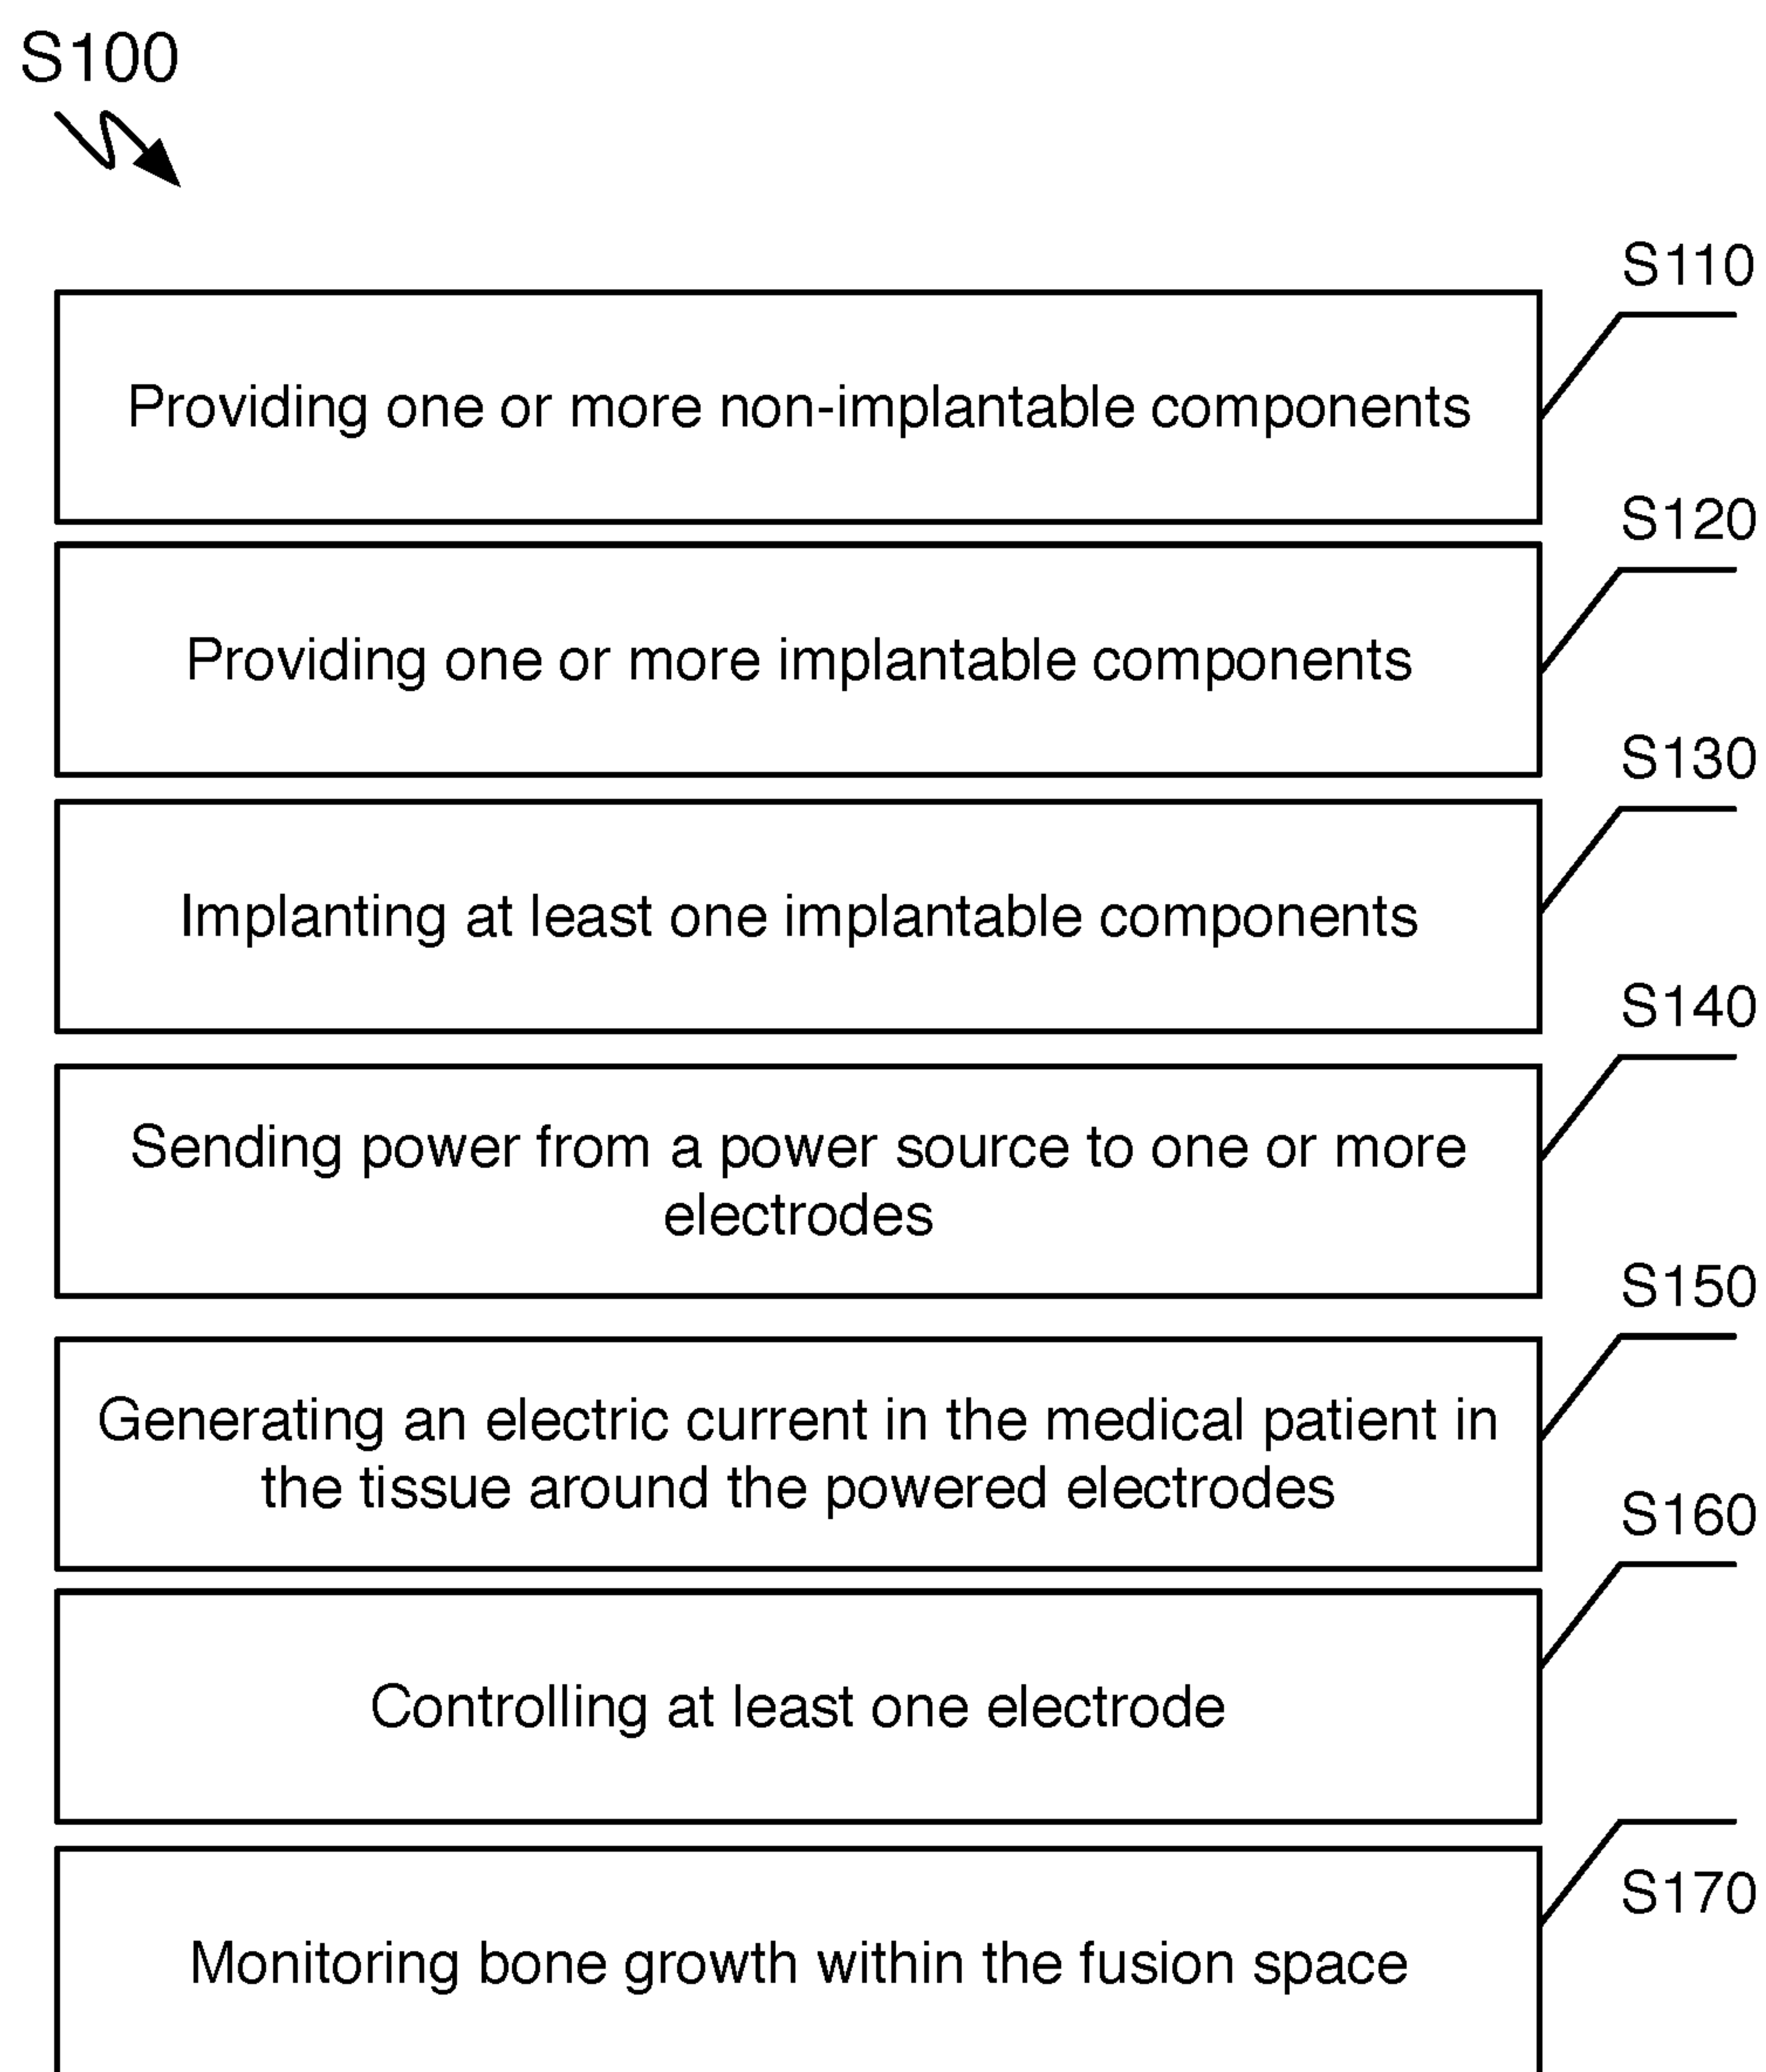 S100
S110
Providing one or more non-implantable components
S120
Providing one or more implantable components
S130
Implanting at least one implantable components
S140
Sending power from a power source to one or more
electrodes
S150
Generating an electric current in the medical patient in
the tissue around the powered electrodes
S160
Controlling at least one electrode
S170
Monitoring bone growth within the fusion space